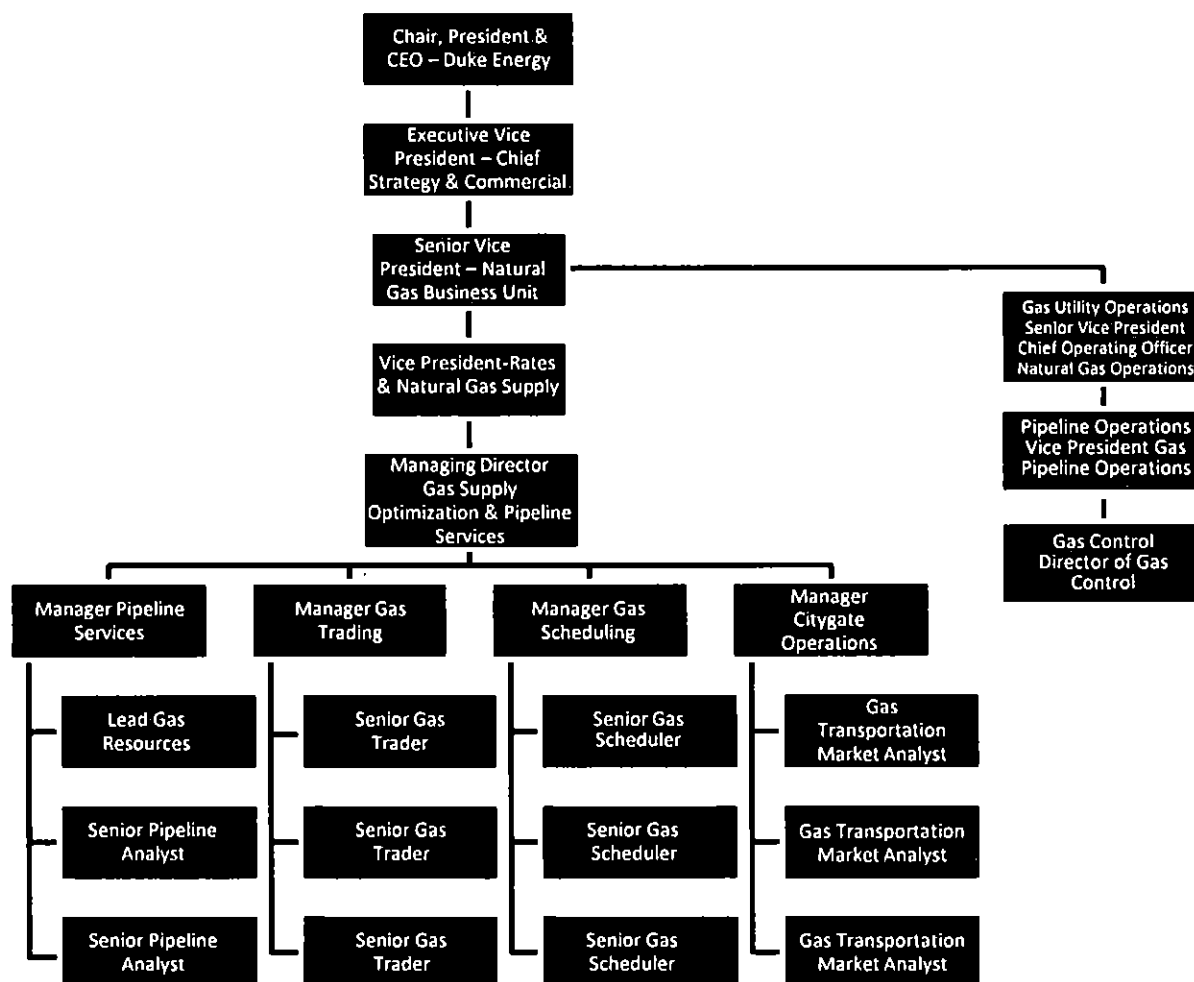 Chair, President &
CEO – Duke Energy
Executive Vice
President – Chief
Strategy & Commercial
Senior Vice
President – Natural
Gas Business Unit
Gas Utility Operations
Senior Vice President
Chief Operating Officer
Natural Gas Operations
Vice President-Rates
& Natural Gas Supply
Pipeline Operations
Vice President Gas
Pipeline Operations
Managing Director
Gas Supply
Optimization & Pipeline
Services
Gas Control
Director of Gas
Control
Manager Pipeline
Services
Manager Gas
Trading
Manager Gas
Scheduling
Manager
Citygate
Operations
Lead Gas
Resources
Senior Gas
Trader
Senior Gas
Scheduler
Gas
Transportation
Market Analyst
Senior Pipeline
Analyst
Senior Gas
Trader
Senior Gas
Scheduler
Gas Transportation
Market Analyst
Senior Pipeline
Analyst
Senior Gas
Trader
Senior Gas
Scheduler
Gas Transportation
Market Analyst